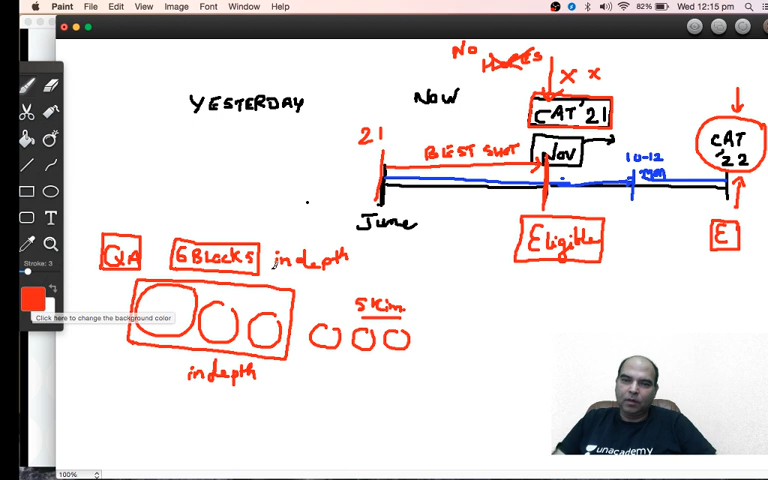 Paint File Edit View Image Font Window Help
82% Wed 12:15 pm
NO
YESTERDAY NOW
x x
CAT'21
21
BEST SHOT
Nov
10-12
CAT
'22
June
Eligible
E
QA 6 Blocks indepth
5 Kim
Stroke: 3
Click here to change the background color
indepth
unacademy
100%